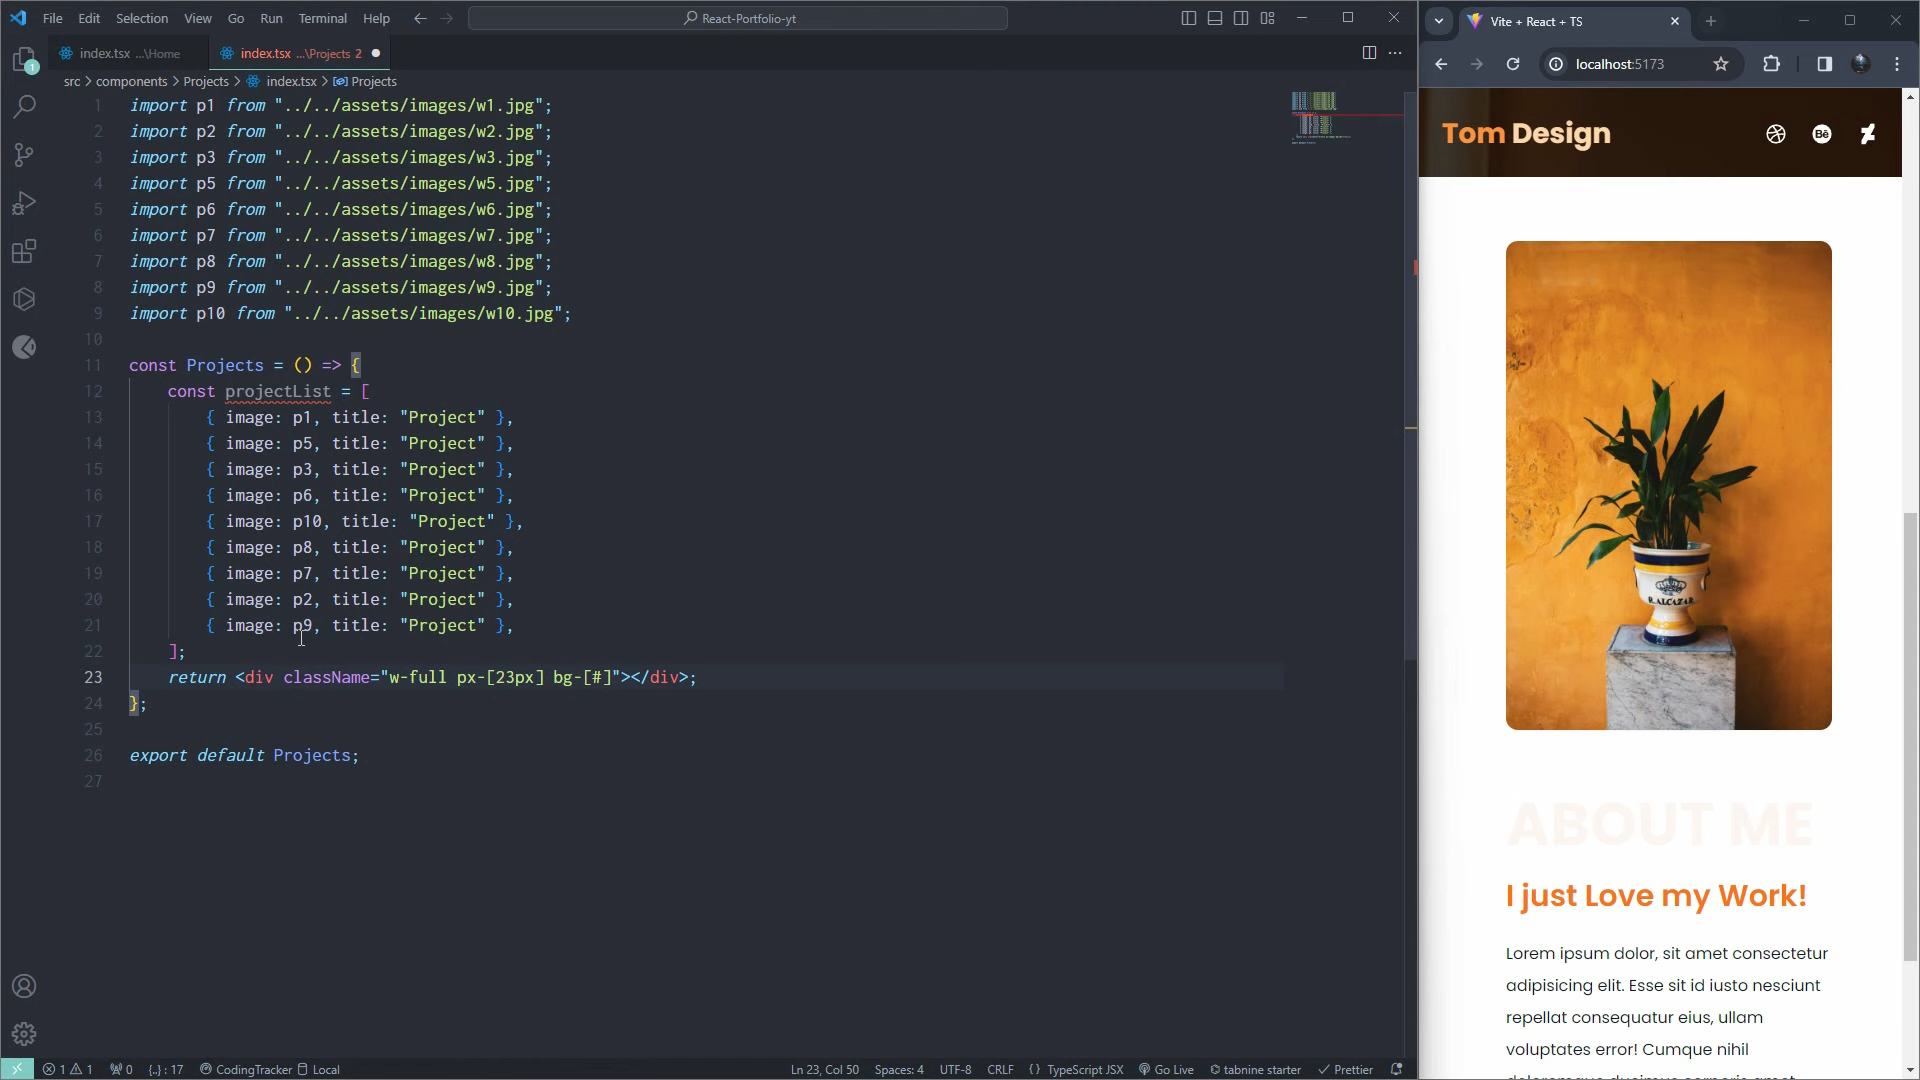 File Edit Selection View Go Run Terminal Help
React-Portfolio-yt
index.tsx ...\Home
index.tsx ...\Projects 2
src > components > Projects > index.tsx > Projects
1 import p1 from "../../assets/images/w1.jpg";
2 import p2 from "../../assets/images/w2.jpg";
3 import p3 from "../../assets/images/w3.jpg";
4 import p5 from "../../assets/images/w5.jpg";
5 import p6 from "../../assets/images/w6.jpg";
6 import p7 from "../../assets/images/w7.jpg";
7 import p8 from "../../assets/images/w8.jpg";
8 import p9 from "../../assets/images/w9.jpg";
9 import p10 from "../../assets/images/w10.jpg";
10
11 const Projects = () => {
12 const projectList = [
13 { image: p1, title: "Project" },
14 { image: p5, title: "Project" },
15 { image: p3, title: "Project" },
16 { image: p6, title: "Project" },
17 { image: p10, title: "Project" },
18 { image: p8, title: "Project" },
19 { image: p7, title: "Project" },
20 { image: p2, title: "Project" },
21 { image: p9, title: "Project" },
22 ];
23 return <div className="w-full px-[23px] bg-[#]"></div>;
24 };
25
26 export default Projects;
27
1
1 1 0 {..} : 17 CodingTracker Local
Ln 23, Col 50 Spaces: 4 UTF-8 CRLF { } TypeScript JSX Go Live tabnine starter Prettier
Vite + React + TS
localhost:5173
Tom Design
Bē
R.ALCAZAR
ABOUT ME
I just Love my Work!
Lorem ipsum dolor, sit amet consectetur
adipisicing elit. Esse sit id iusto nesciunt
repellat consequatur eius, ullam
voluptates error! Cumque nihil